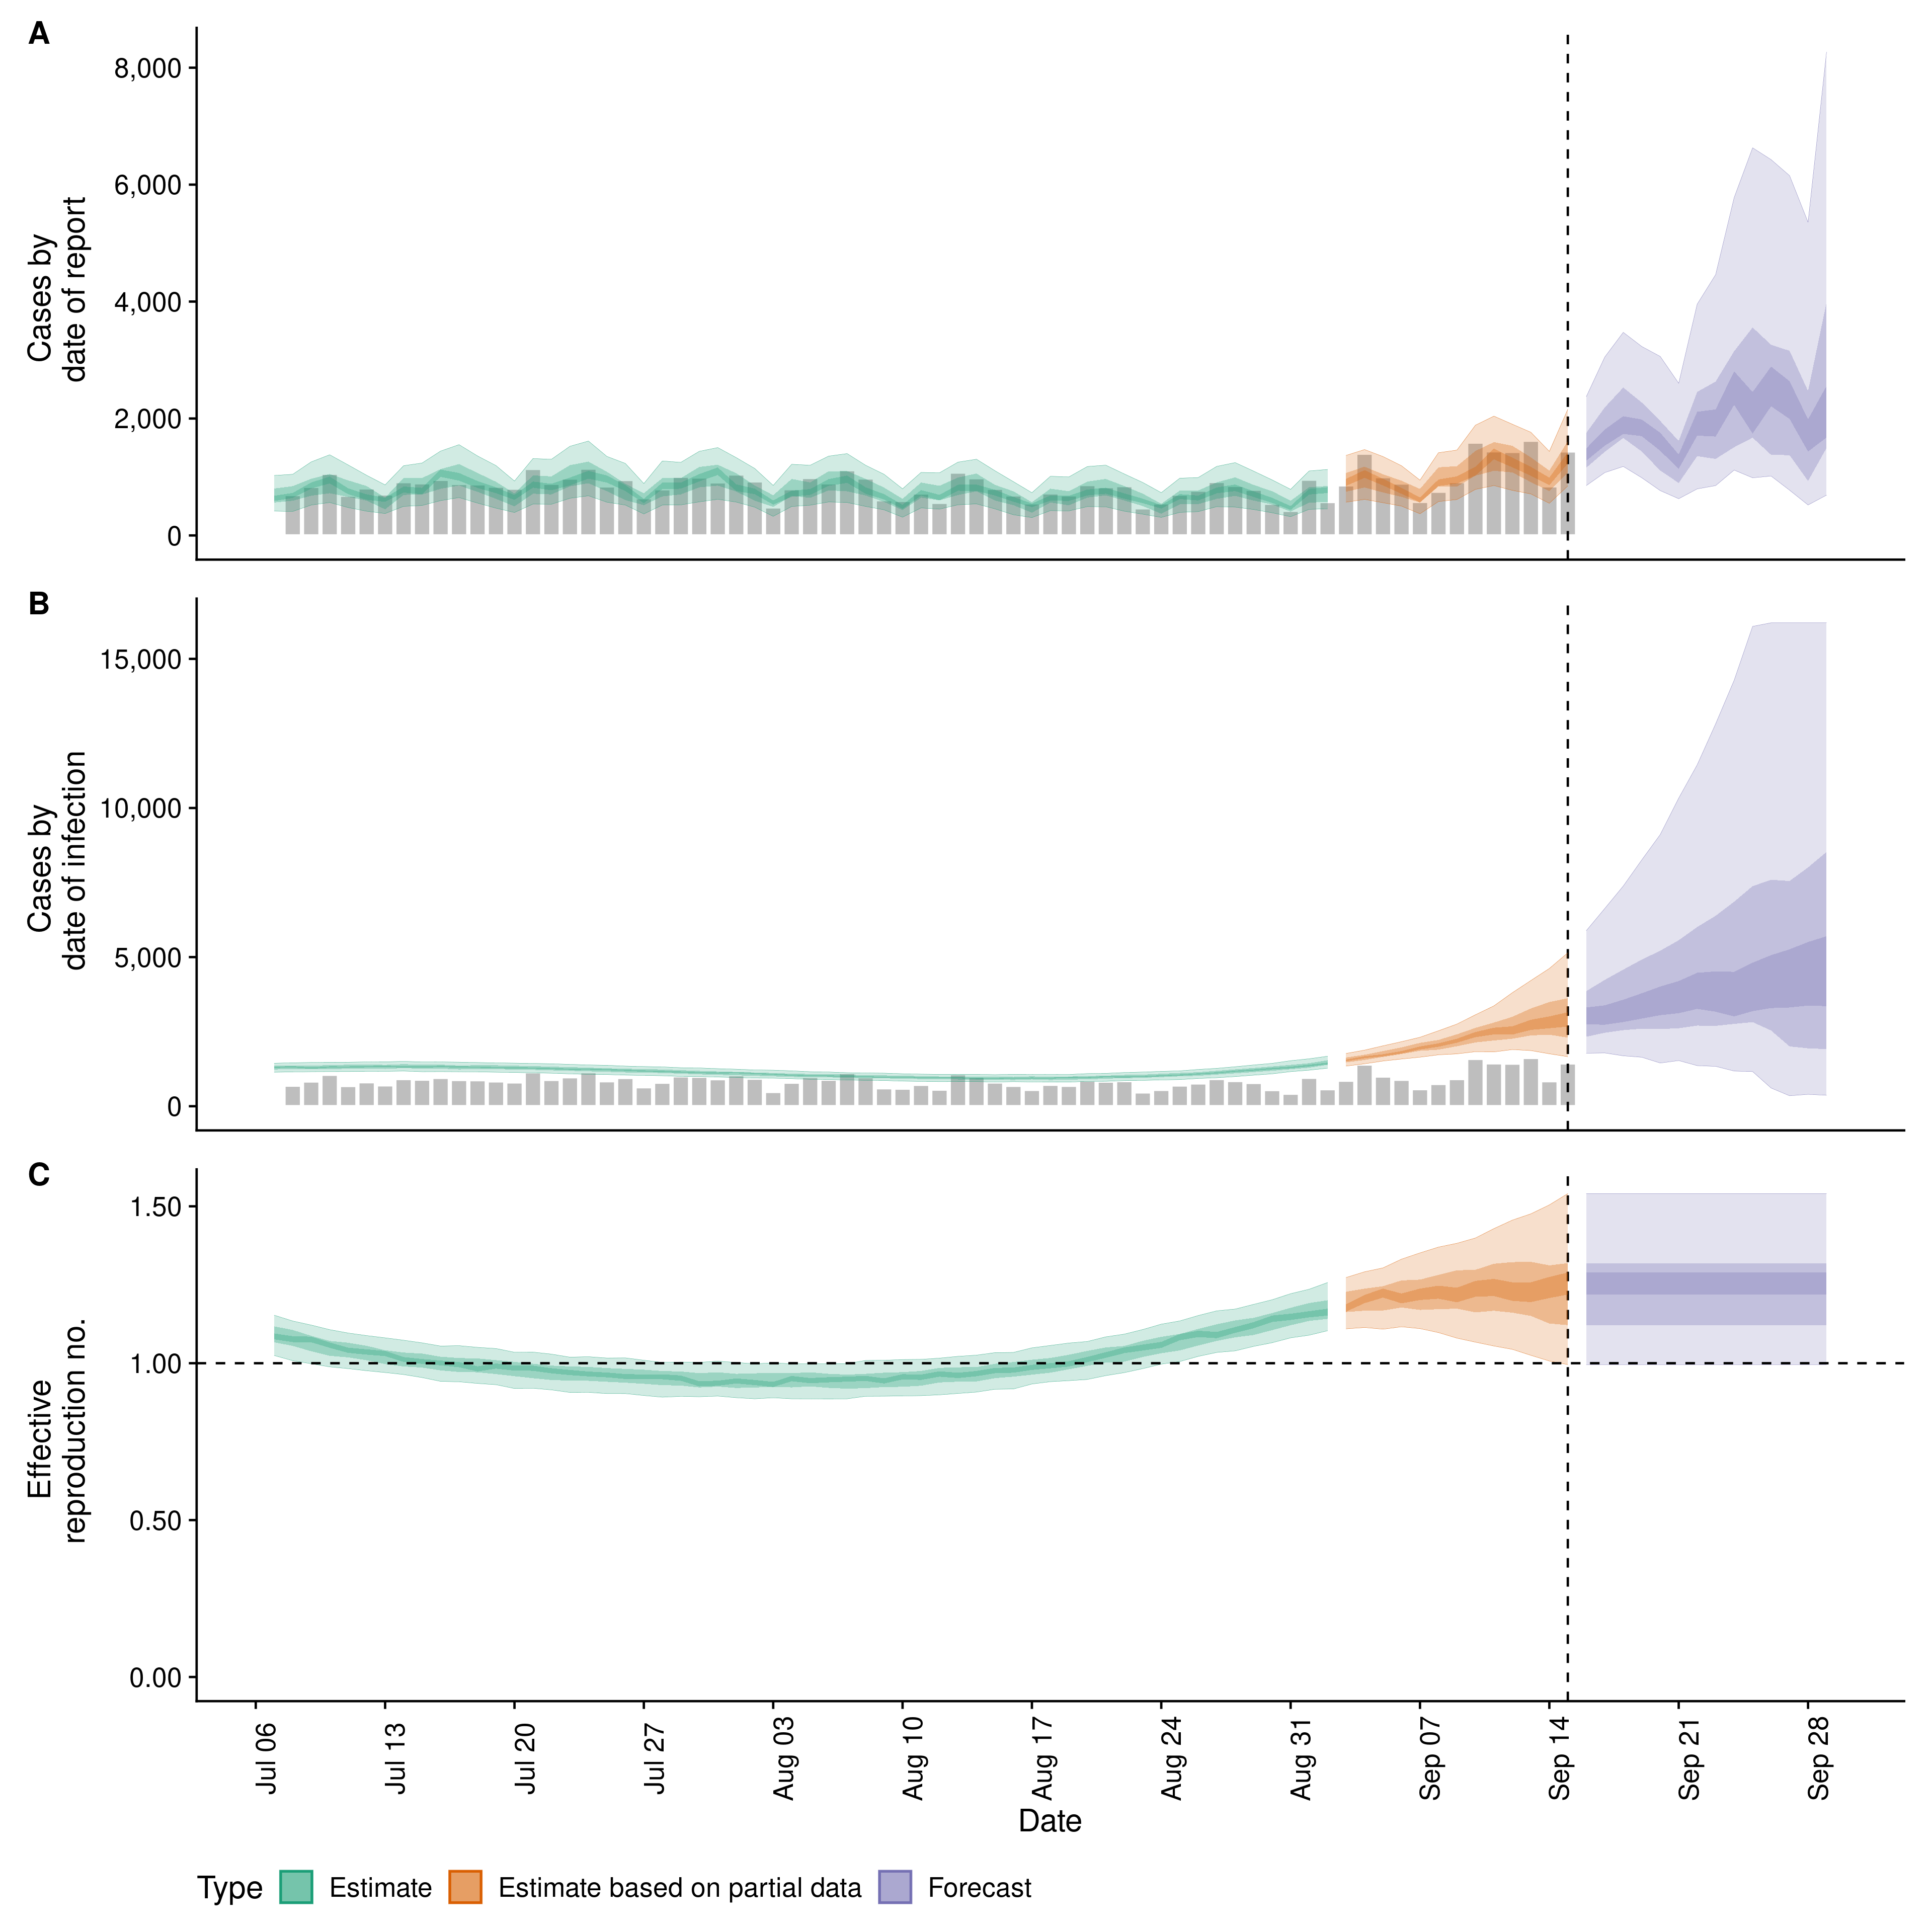 A
8,000
6,000
4,000
2,000
0
Cases by
date of report
B
15,000
10,000
5,000
0
Cases by
date of infection
C
1.50
1.00
0.50
0.00
Effective
reproduction no.
Jul 06
Jul 13
Jul 20
Jul 27
Aug 03
Aug 10
Aug 17
Aug 24
Aug 31
Sep 07
Sep 14
Sep 21
Sep 28
Date
Type Estimate Estimate based on partial data Forecast